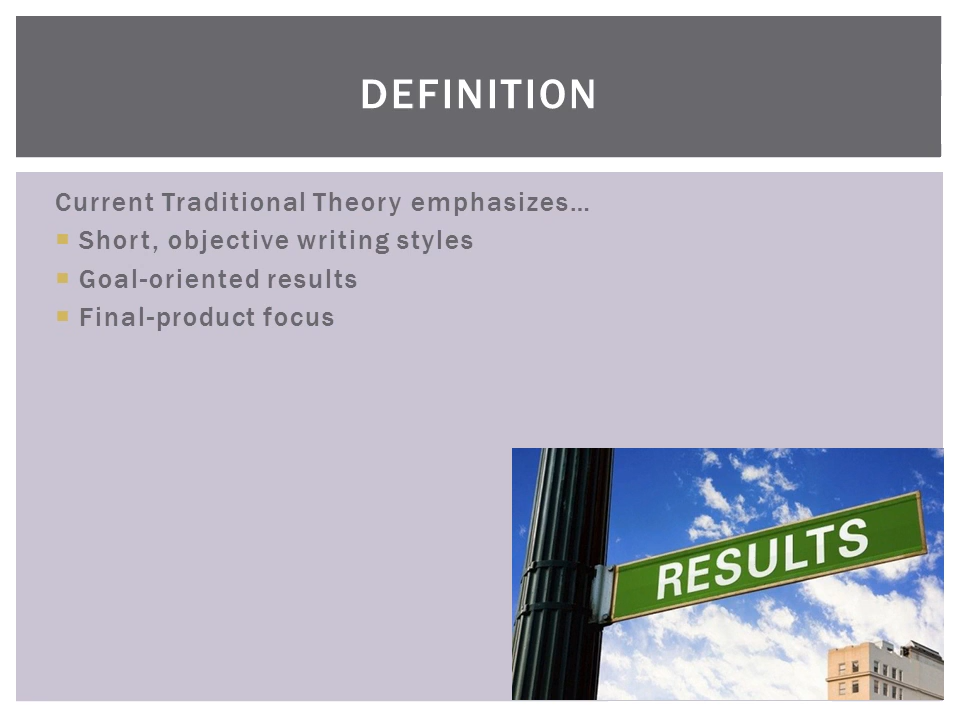 DEFINITION
Current Traditional Theory emphasizes…
Short, objective writing styles
Goal-oriented results
Final-product focus
RESULTS